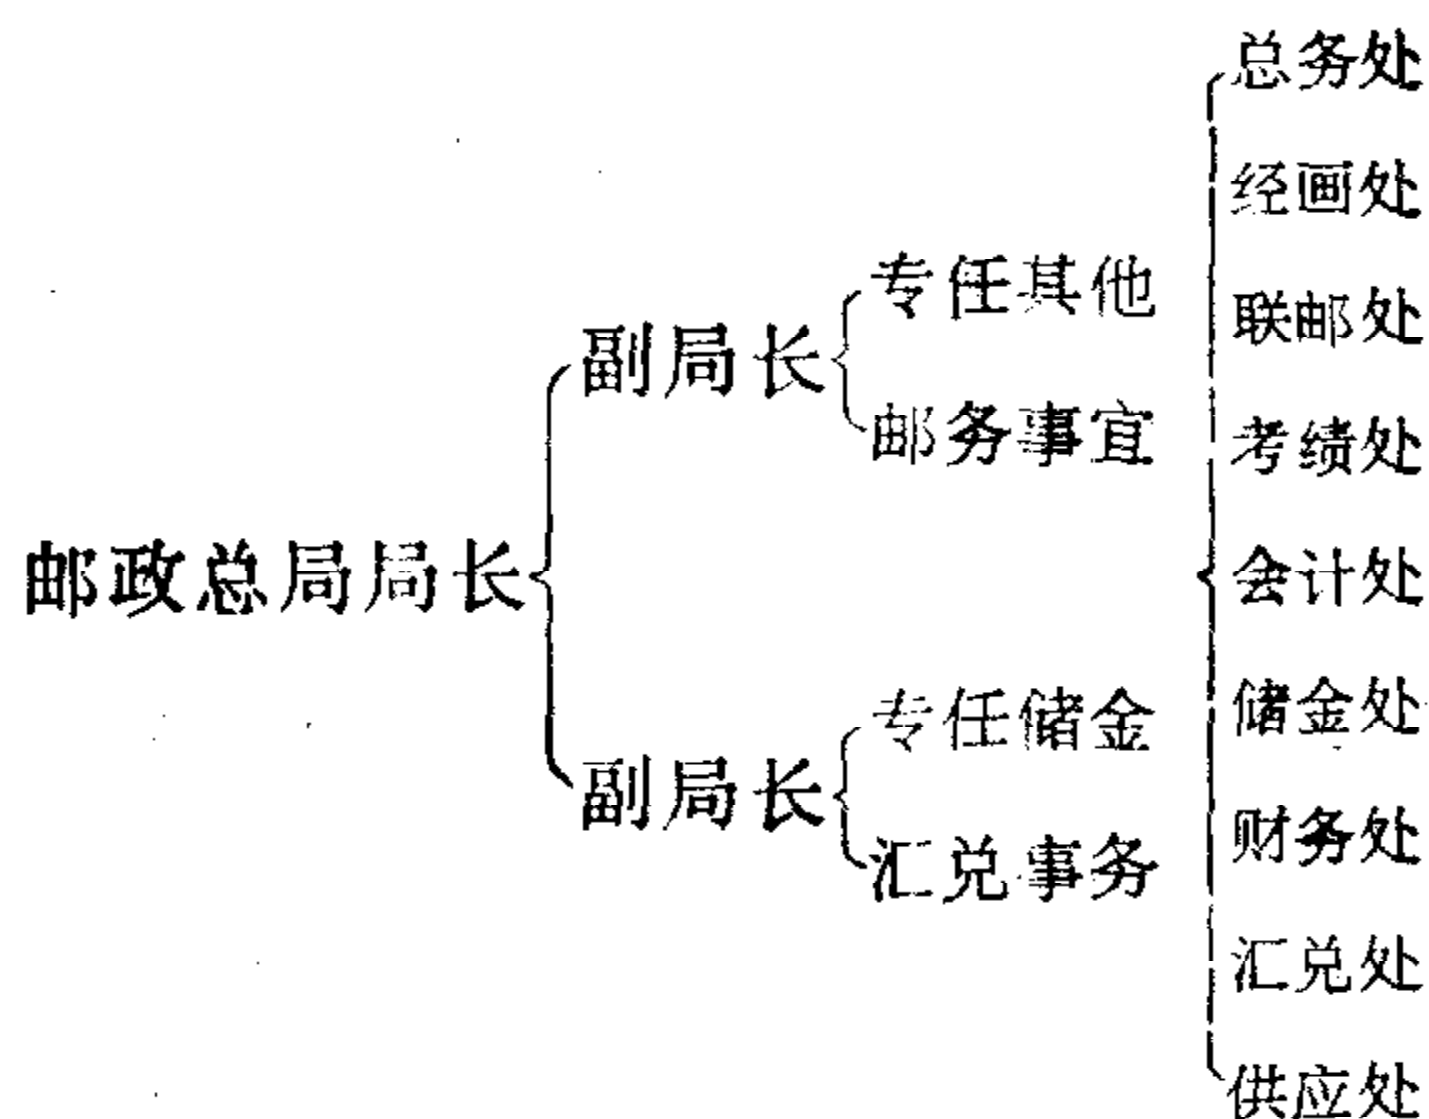 邮政总局局长
副局长
专任其他
邮务事宜
副局长
专任储金
汇兑事务
总务处
经画处
联邮处
考绩处
会计处
储金处
财务处
汇兑处
供应处